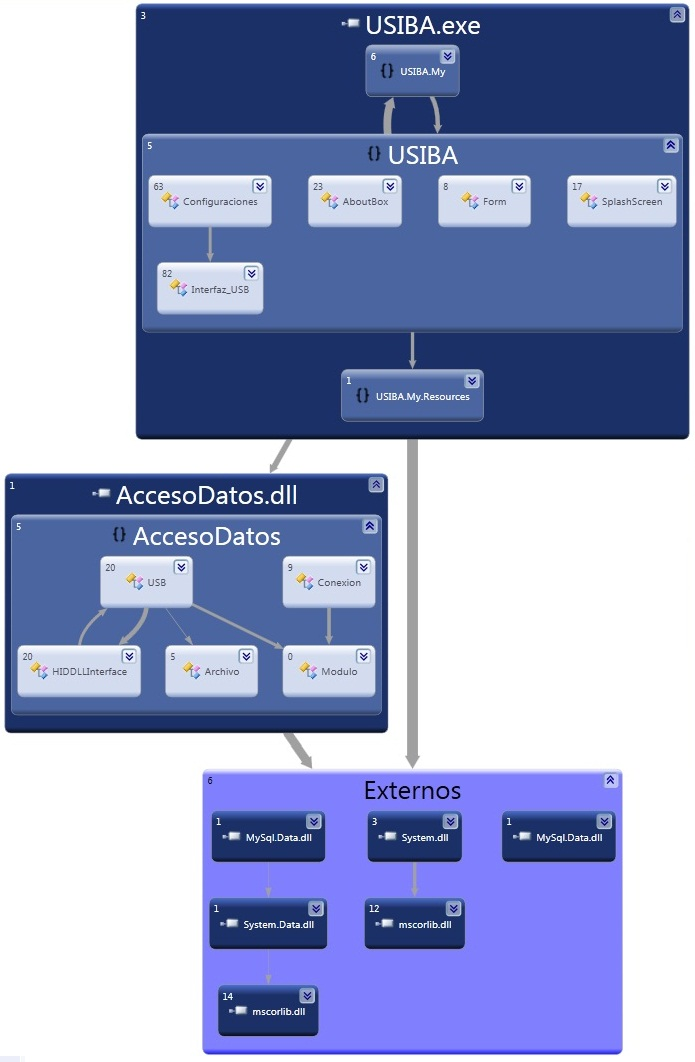 3
USIBA.exe
6
{} USIBA.My
5
{} USIBA
63
Configuraciones
23
AboutBox
8
Form
17
SplashScreen
82
Interfaz_USB
1
{} USIBA.My.Resources
1
AccesoDatos.dll
5
{} AccesoDatos
20
USB
9
Conexion
20
HIDDLLInterface
5
Archivo
0
Modulo
6
Externos
1
MySql.Data.dll
3
System.dll
1
MySql.Data.dll
1
System.Data.dll
12
mscorlib.dll
14
mscorlib.dll